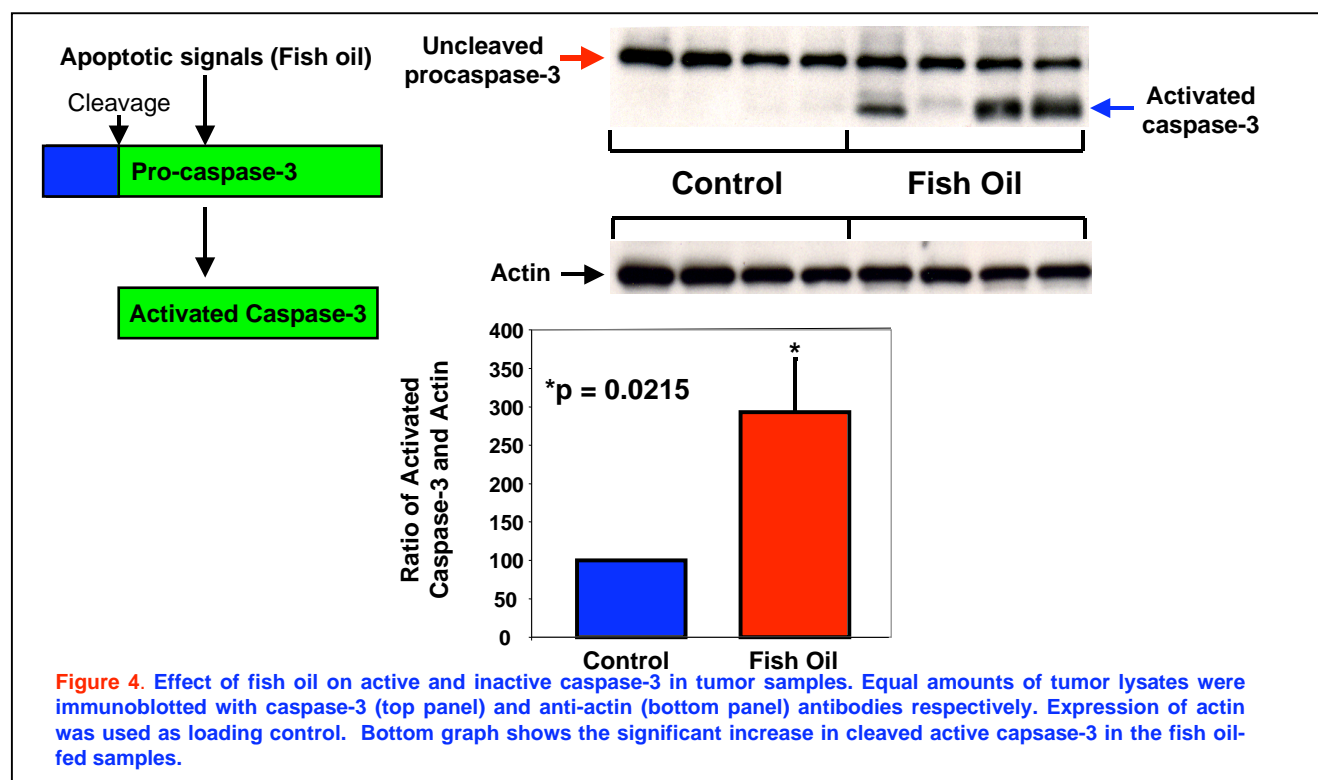 Apoptotic signals (Fish oil)
Cleavage
Pro-caspase-3
Activated Caspase-3
Uncleaved
procaspase-3
Activated
caspase-3
Control
Fish Oil
Actin
400
350
300
250
200
150
100
50
0
Ratio of Activated
Caspase-3 and Actin
*p = 0.0215
*
Control
Fish Oil
Figure 4. Effect of fish oil on active and inactive caspase-3 in tumor samples. Equal amounts of tumor lysates were
immunoblotted with caspase-3 (top panel) and anti-actin (bottom panel) antibodies respectively. Expression of actin
was used as loading control. Bottom graph shows the significant increase in cleaved active capsase-3 in the fish oil-
fed samples.